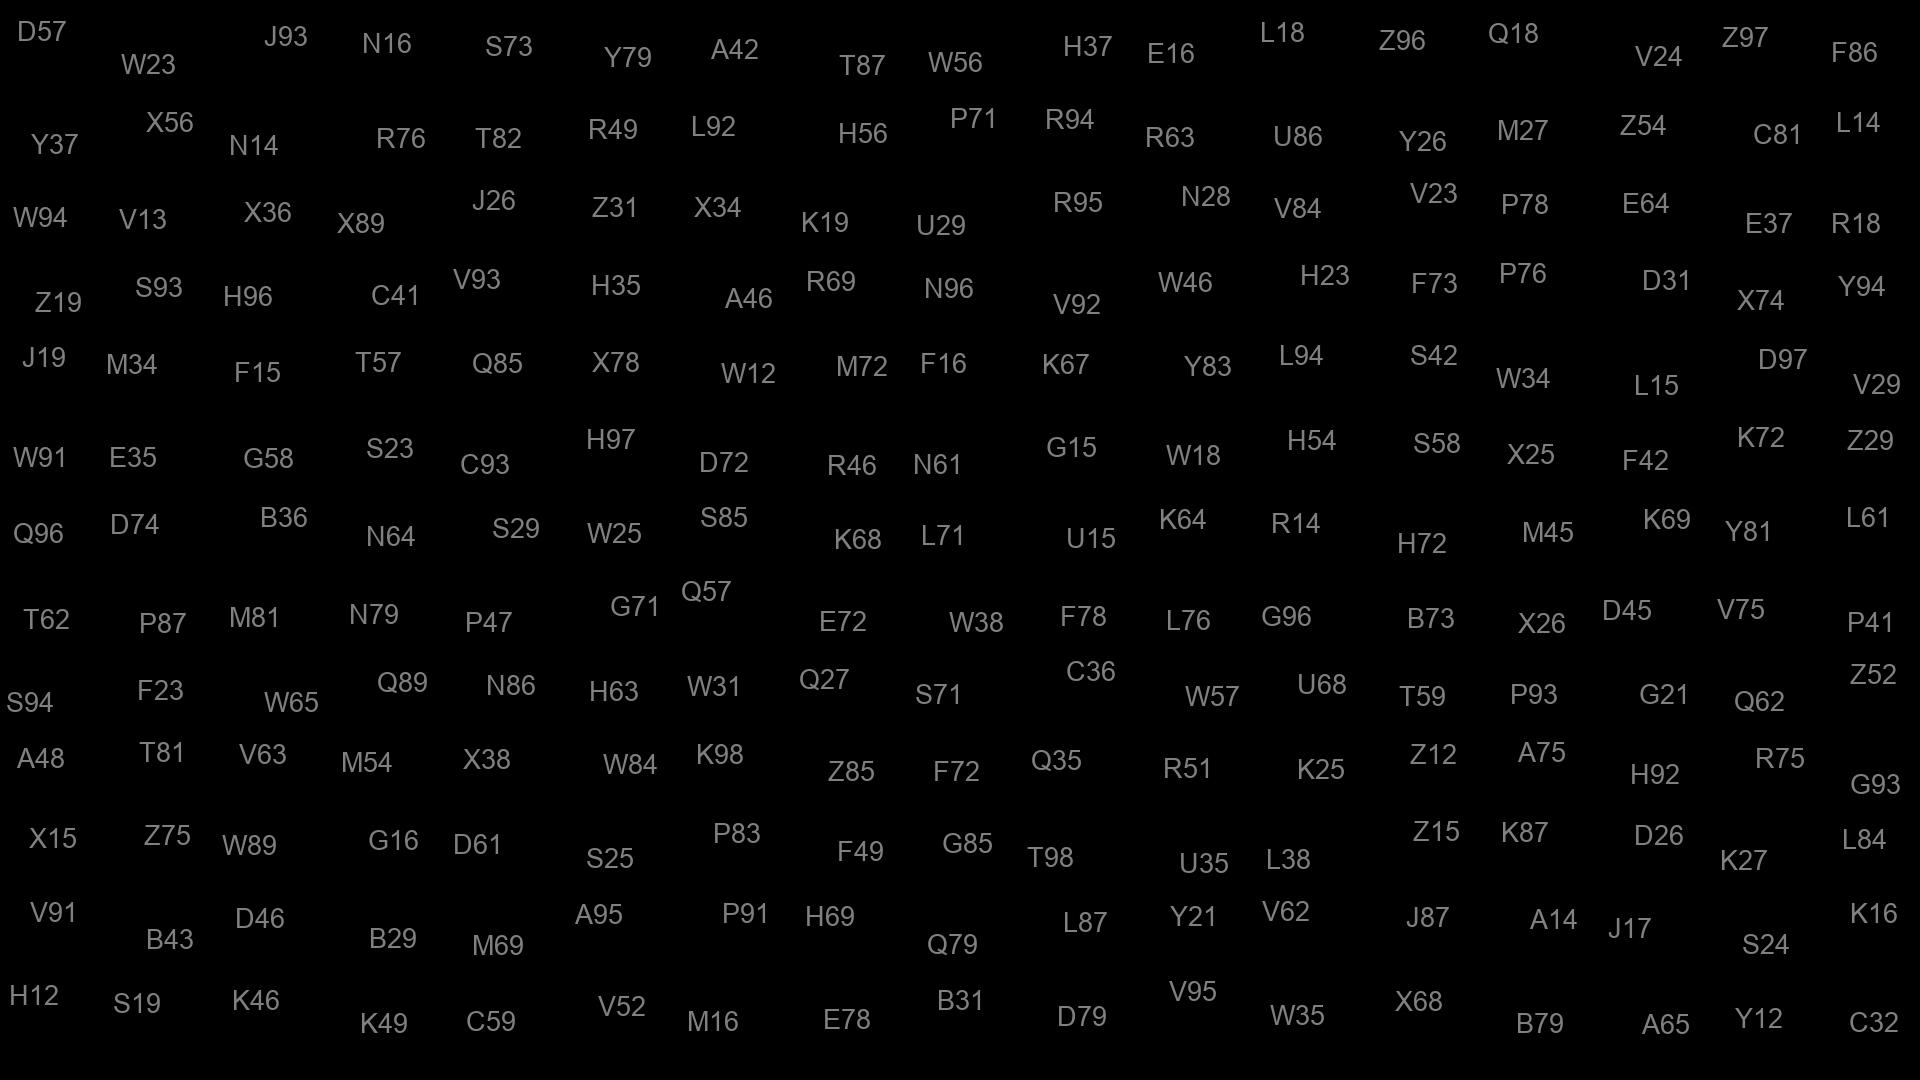 D57 W23 J93 N16 S73 Y79 A42 T87 W56 H37 E16 L18 Z96 Q18 V24 Z97 F86
Y37 X56 N14 R76 T82 R49 L92 H56 P71 R94 R63 U86 Y26 M27 Z54 C81 L14
W94 V13 X36 X89 J26 Z31 X34 K19 U29 R95 N28 V84 V23 P78 E64 E37 R18
Z19 S93 H96 C41 V93 H35 A46 R69 N96 V92 W46 H23 F73 P76 D31 X74 Y94
J19 M34 F15 T57 Q85 X78 W12 M72 F16 K67 Y83 L94 S42 W34 L15 D97 V29
W91 E35 G58 S23 C93 H97 D72 R46 N61 G15 W18 H54 S58 X25 F42 K72 Z29
Q96 D74 B36 N64 S29 W25 S85 K68 L71 U15 K64 R14 H72 M45 K69 Y81 L61
T62 P87 M81 N79 P47 G71 Q57 E72 W38 F78 L76 G96 B73 X26 D45 V75 P41
S94 F23 W65 Q89 N86 H63 W31 Q27 S71 C36 W57 U68 T59 P93 G21 Q62 Z52
A48 T81 V63 M54 X38 W84 K98 Z85 F72 Q35 R51 K25 Z12 A75 H92 R75 G93
X15 Z75 W89 G16 D61 S25 P83 F49 G85 T98 U35 L38 Z15 K87 D26 K27 L84
V91 B43 D46 B29 M69 A95 P91 H69 Q79 L87 Y21 V62 J87 A14 J17 S24 K16
H12 S19 K46 K49 C59 V52 M16 E78 B31 D79 V95 W35 X68 B79 A65 Y12 C32